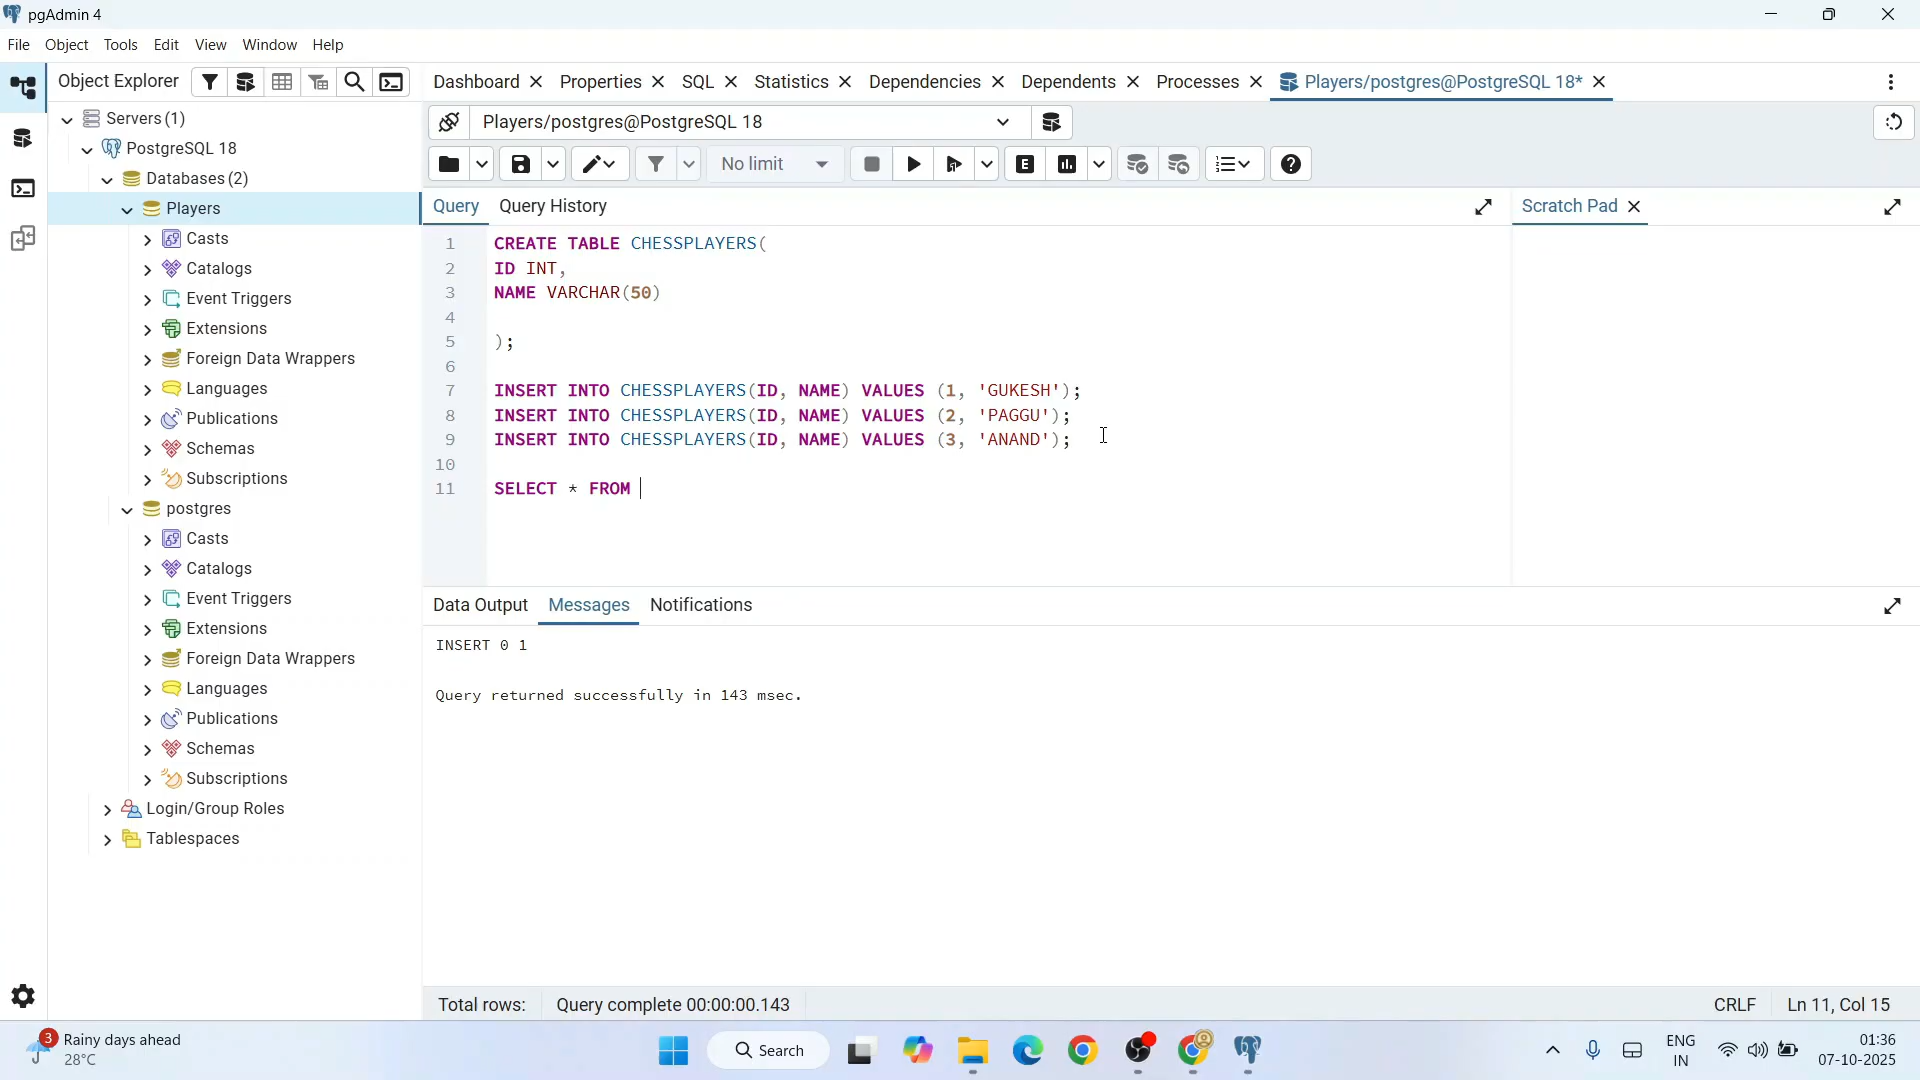 pgAdmin 4
File Object Tools Edit View Window Help
Object Explorer
Dashboard Properties SQL Statistics Dependencies Dependents Processes Players/postgres@PostgreSQL 18*
Servers (1)
PostgreSQL 18
Databases (2)
Players
Casts
Catalogs
Event Triggers
Extensions
Foreign Data Wrappers
Languages
Publications
Schemas
Subscriptions
postgres
Casts
Catalogs
Event Triggers
Extensions
Foreign Data Wrappers
Languages
Publications
Schemas
Subscriptions
Login/Group Roles
Tablespaces
Players/postgres@PostgreSQL 18
No limit
E
Query Query History
Scratch Pad
1 CREATE TABLE CHESSPLAYERS(
2 ID INT,
3 NAME VARCHAR(50)
4
5 );
6
7 INSERT INTO CHESSPLAYERS(ID, NAME) VALUES (1, 'GUKESH');
8 INSERT INTO CHESSPLAYERS(ID, NAME) VALUES (2, 'PAGGU');
9 INSERT INTO CHESSPLAYERS(ID, NAME) VALUES (3, 'ANAND');
10
11 SELECT * FROM
Data Output Messages Notifications
INSERT 0 1
Query returned successfully in 143 msec.
Total rows: Query complete 00:00:00.143
CRLF Ln 11, Col 15
3
Rainy days ahead
28°C
Search
ENG
IN
01:36
07-10-2025